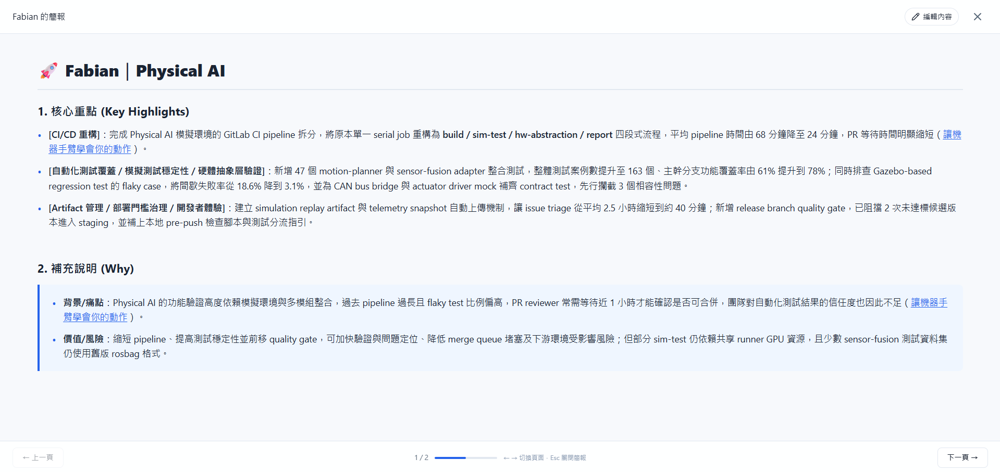 Fabian 的簡報
編輯內容
🚀 Fabian｜Physical AI
1. 核心重點 (Key Highlights)
• [CI/CD 重構]：完成 Physical AI 模擬環境的 GitLab CI pipeline 拆分，將原本單一 serial job 重構為 build / sim-test / hw-abstraction / report 四段式流程，平均 pipeline 時間由 68 分鐘降至 24 分鐘，PR 等待時間明顯縮短（讓機
器手臂學會你的動作）。
• [自動化測試覆蓋 / 模擬測試穩定性 / 硬體抽象層驗證]：新增 47 個 motion-planner 與 sensor-fusion adapter 整合測試，整體測試案例數提升至 163 個、主幹分支功能覆蓋率由 61% 提升到 78%；同時排查 Gazebo-based
regression test 的 flaky case，將間歇失敗率從 18.6% 降到 3.1%，並為 CAN bus bridge 與 actuator driver mock 補齊 contract test，先行攔截 3 個相容性問題。
• [Artifact 管理 / 部署門檻治理 / 開發者體驗]：建立 simulation replay artifact 與 telemetry snapshot 自動上傳機制，讓 issue triage 從平均 2.5 小時縮短到約 40 分鐘；新增 release branch quality gate，已阻擋 2 次未達標候選版
本進入 staging，並補上本地 pre-push 檢查腳本與測試分流指引。
2. 補充說明 (Why)
• 背景/痛點：Physical AI 的功能驗證高度依賴模擬環境與多模組整合，過去 pipeline 過長且 flaky test 比例偏高，PR reviewer 常需等待近 1 小時才能確認是否可合併，團隊對自動化測試結果的信任度也因此不足（讓機器手
臂學會你的動作）。
• 價值/風險：縮短 pipeline、提高測試穩定性並前移 quality gate，可加快驗證與問題定位、降低 merge queue 堵塞及下游環境受影響風險；但部分 sim-test 仍依賴共享 runner GPU 資源，且少數 sensor-fusion 測試資料集
仍使用舊版 rosbag 格式。
← 上一頁
1 / 2
←→ 切換頁面 · Esc 關閉簡報
下一頁 →